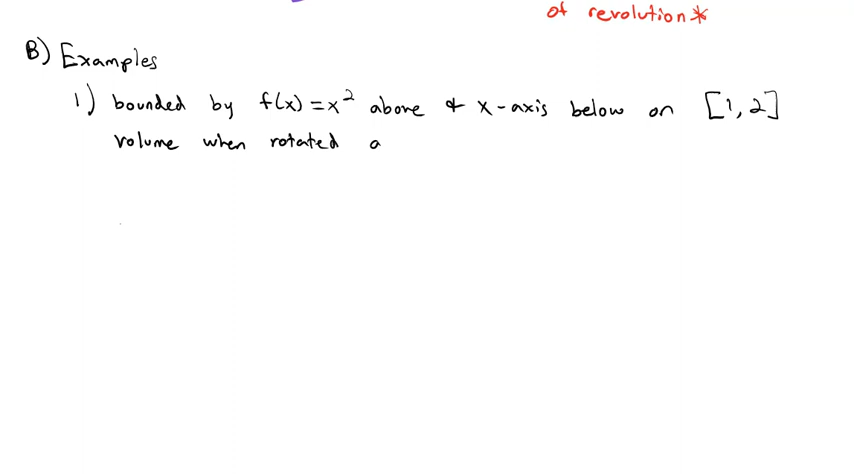 of revolution*
B) Examples
1) bounded by f(x) = x² above & x-axis below on [1, 2]
volume when rotated a